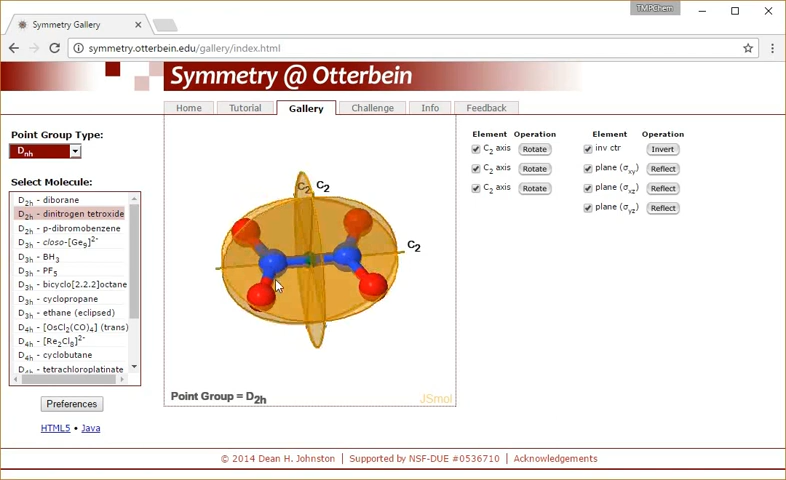 TMPChem
Symmetry Gallery
symmetry.otterbein.edu/gallery/index.html
Symmetry @ Otterbein
Home
Tutorial
Gallery
Challenge
Info
Feedback
Point Group Type:
Dnh
Select Molecule:
D2h - diborane
D2h - dinitrogen tetroxide
D2h - p-dibromobenzene
D3h - closo-[Ge9]2-
D3h - BH3
D3h - PF5
D3h - bicyclo[2.2.2]octane
D3h - cyclopropane
D3h - ethane (eclipsed)
D4h - [OsCl2(CO)4] (trans)
D4h - [Re2Cl8]2-
D4h - cyclobutane
D4h - tetrachloroplatinate
Preferences
HTML5 • Java
C2 C2
C2
Point Group = D2h
JSmol
Element Operation
C2 axis Rotate
C2 axis Rotate
C2 axis Rotate
Element Operation
inv ctr Invert
plane (σxy) Reflect
plane (σxz) Reflect
plane (σyz) Reflect
© 2014 Dean H. Johnston | Supported by NSF-DUE #0536710 | Acknowledgements